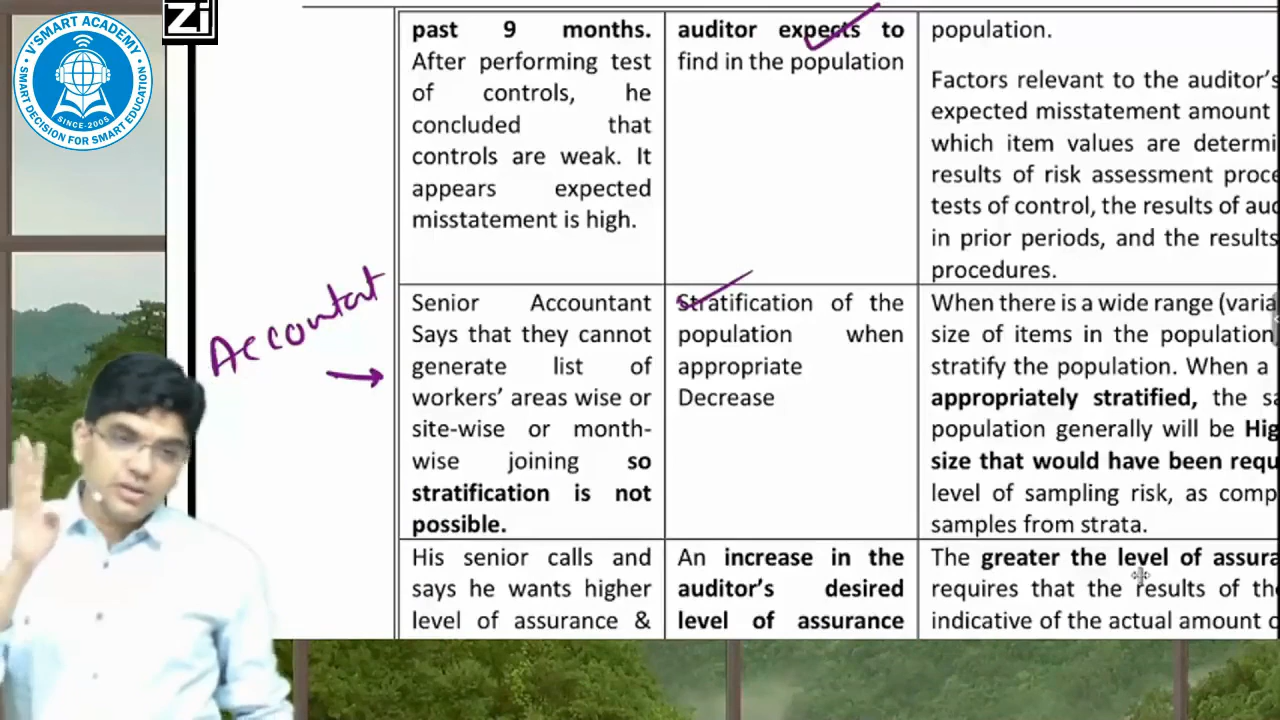 V'SMART ACADEMY
SINCE-2005
SMART DECISION FOR SMART EDUCATION
Zi
past 9 months.
After performing test
of controls, he
concluded that
controls are weak. It
appears expected
misstatement is high.
auditor expects to
find in the population
population.
Factors relevant to the auditor's
expected misstatement amount
which item values are determi
results of risk assessment proce
tests of control, the results of au
in prior periods, and the results
procedures.
Accountat
Senior Accountant
Says that they cannot
generate list of
workers' areas wise or
site-wise or month-
wise joining so
stratification is not
possible.
Stratification of the
population when
appropriate
Decrease
When there is a wide range (varia
size of items in the population
stratify the population. When a
appropriately stratified, the sa
population generally will be Hig
size that would have been requ
level of sampling risk, as comp
samples from strata.
His senior calls and
says he wants higher
level of assurance &
An increase in the
auditor's desired
level of assurance
The greater the level of assura
requires that the results of the
indicative of the actual amount o